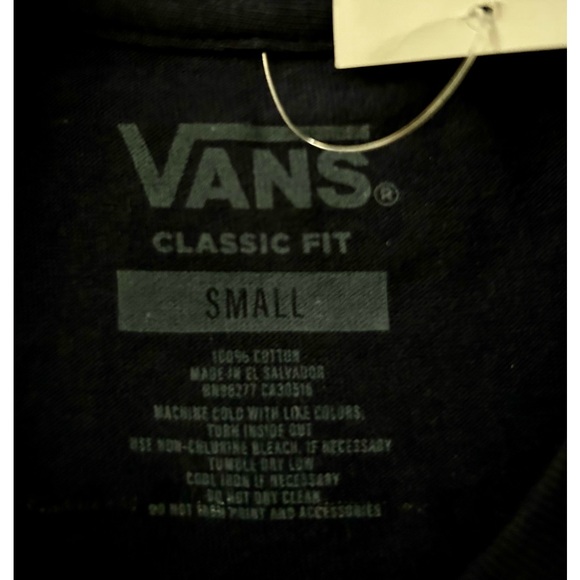 VANS®
CLASSIC FIT
SMALL
100% COTTON
MADE IN EL SALVADOR
RN98277 CA30516
MACHINE COLD WITH LIKE COLORS.
TURN INSIDE OUT
USE NON-CHLORINE BLEACH, IF NECESSARY
TUMBLE DRY LOW
COOL IRON IF NECESSARY
DO NOT DRY CLEAN
DO NOT IRON PRINT AND ACCESSORIES